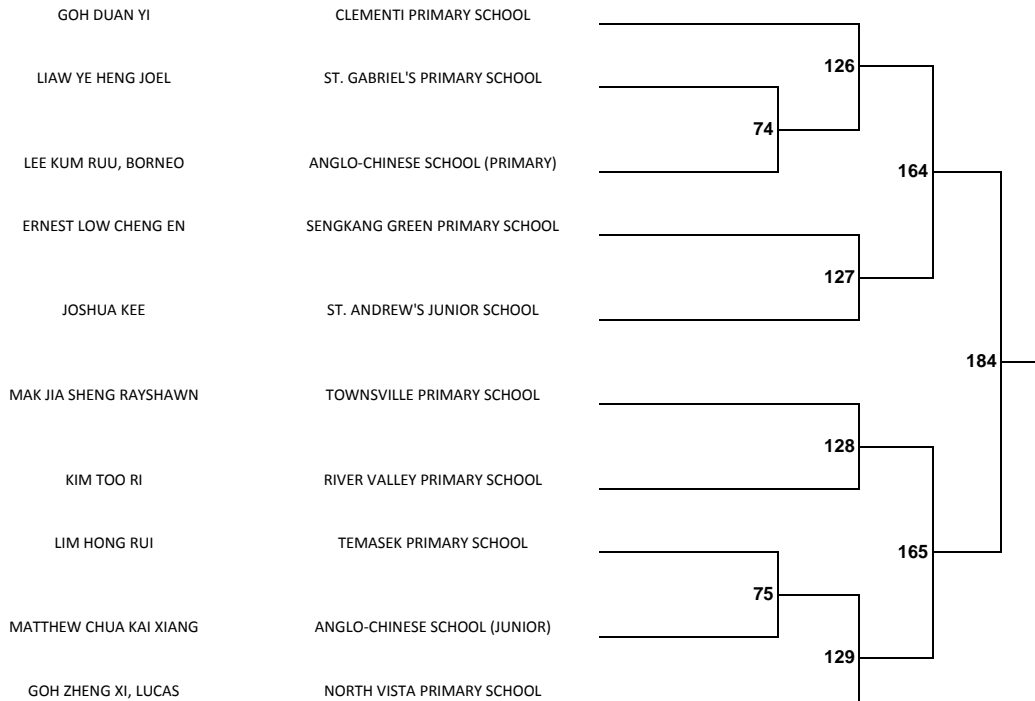 GOH DUAN YI CLEMENTI PRIMARY SCHOOL
126
LIAW YE HENG JOEL ST. GABRIEL'S PRIMARY SCHOOL
74
LEE KUM RUU, BORNEO ANGLO-CHINESE SCHOOL (PRIMARY)
164
ERNEST LOW CHENG EN SENGKANG GREEN PRIMARY SCHOOL
127
JOSHUA KEE ST. ANDREW'S JUNIOR SCHOOL
184
MAK JIA SHENG RAYSHAWN TOWNSVILLE PRIMARY SCHOOL
128
KIM TOO RI RIVER VALLEY PRIMARY SCHOOL
LIM HONG RUI TEMASEK PRIMARY SCHOOL
165
75
MATTHEW CHUA KAI XIANG ANGLO-CHINESE SCHOOL (JUNIOR)
129
GOH ZHENG XI, LUCAS NORTH VISTA PRIMARY SCHOOL